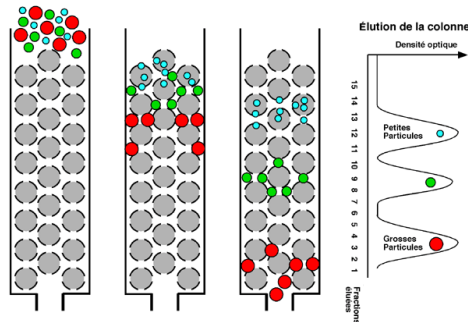 Élution de la colonne
Densité optique
15
14
13
12
11
10
9
8
7
6
5
4
3
2
1
Petites
Particules
Grosses
Particules
Fractions
éluées